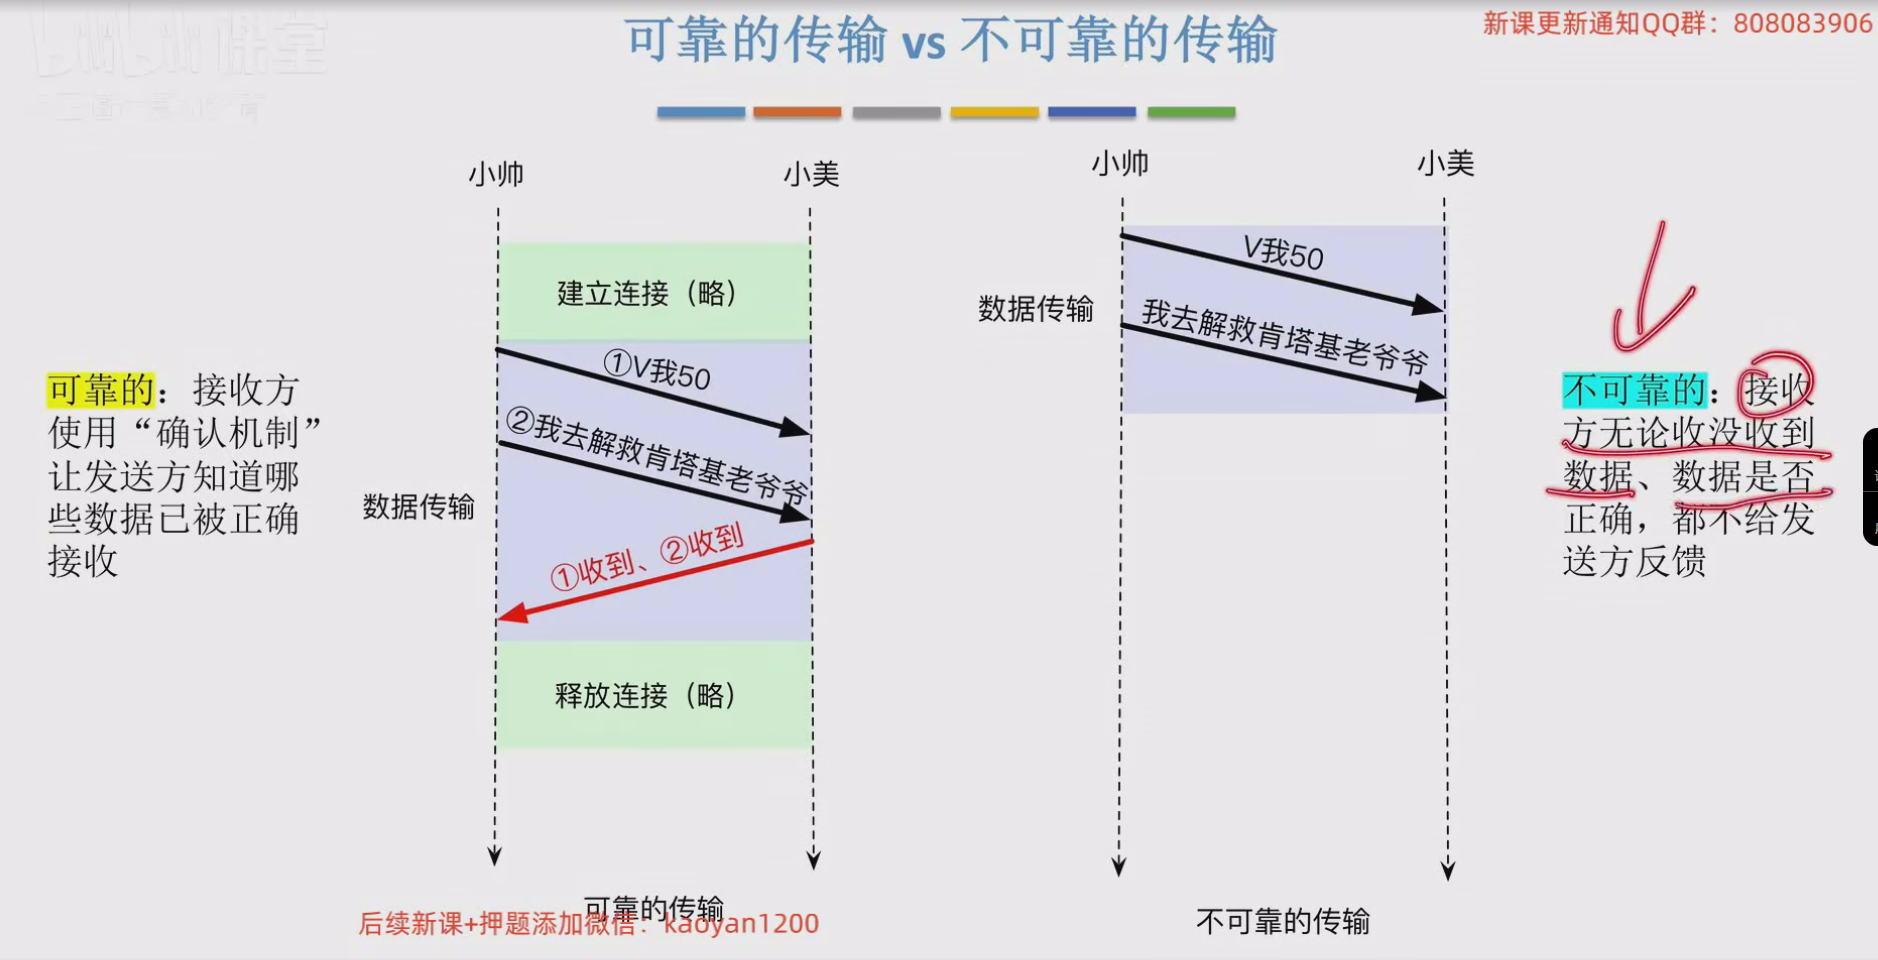 可靠的传输 vs 不可靠的传输
新课更新通知QQ群：808083906
小帅
小美
建立连接（略）
①V我50
②我去解救肯塔基老爷爷
数据传输
①收到、②收到
释放连接（略）
可靠的传输
可靠的：接收方
使用“确认机制”
让发送方知道哪
些数据已被正确
接收
小帅
小美
V我50
数据传输
我去解救肯塔基老爷爷
不可靠的传输
不可靠的：接收
方无论收没收到
数据、数据是否
正确，都不给发
送方反馈
后续新课+押题添加微信：kaoyan1200